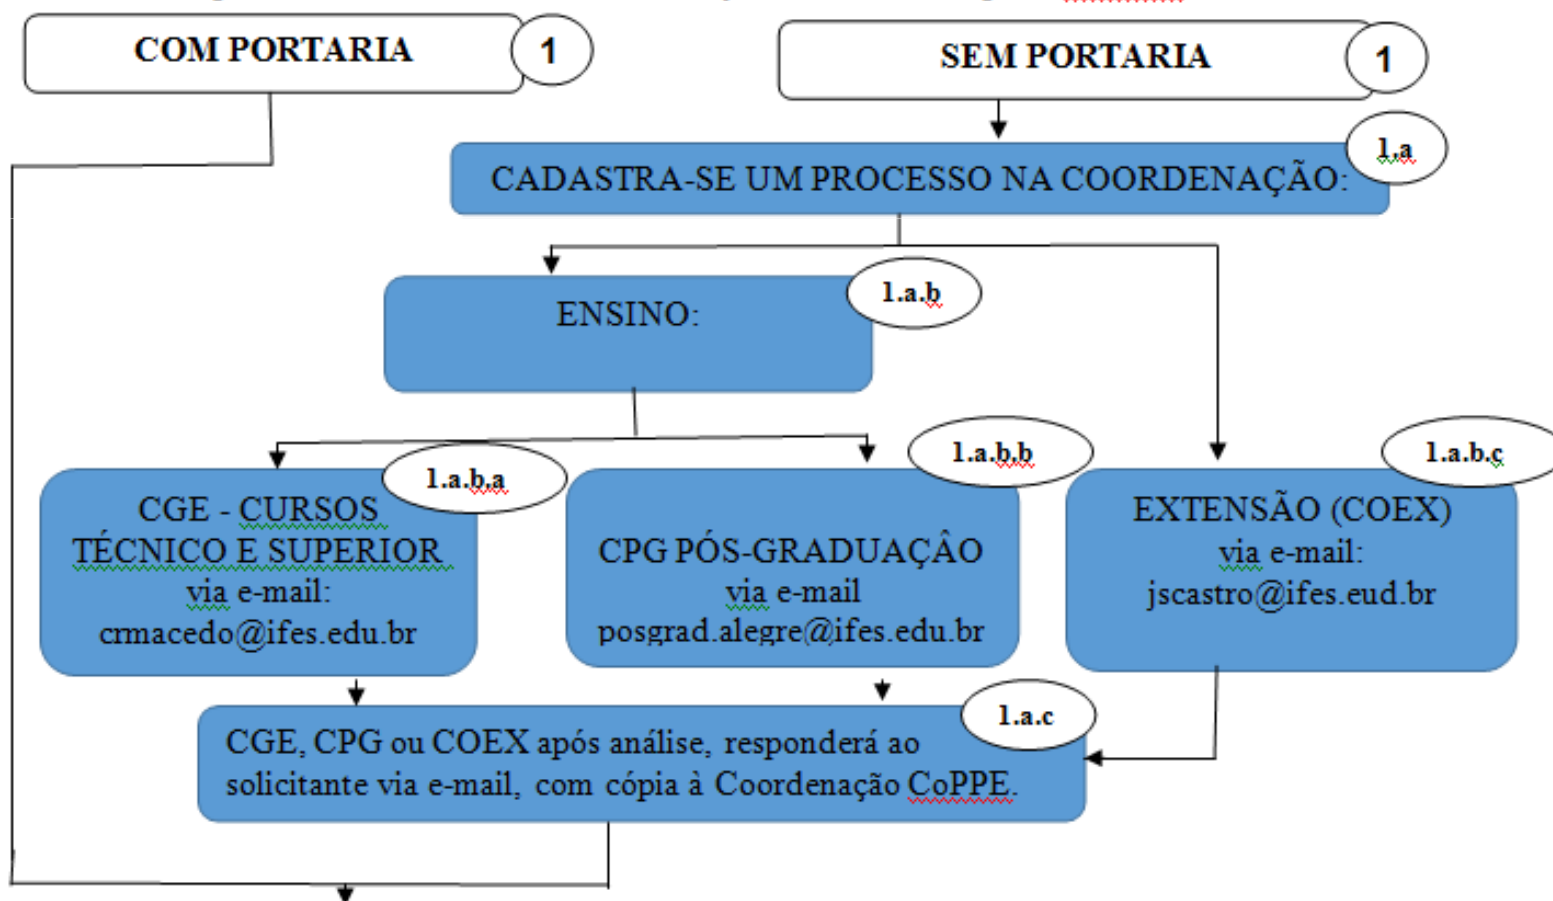 COM PORTARIA
1
SEM PORTARIA
1
CADASTRA-SE UM PROCESSO NA COORDENAÇÃO:
1.a
ENSINO:
1.a.b
CGE - CURSOS
TÉCNICO E SUPERIOR
via e-mail:
crmacedo@ifes.edu.br
1.a.b.a
CPG PÓS-GRADUAÇÂO
via e-mail
posgrad.alegre@ifes.edu.br
1.a.b.b
EXTENSÃO (COEX)
via e-mail:
jscastro@ifes.eud.br
1.a.b.c
CGE, CPG ou COEX após análise, responderá ao
solicitante via e-mail, com cópia à Coordenação CoPPE.
1.a.c